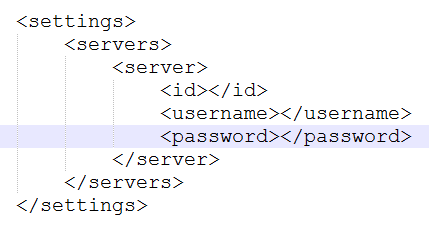 <settings>
<servers>
<server>
<id></id>
<username></username>
<password></password>
</server>
</servers>
</settings>